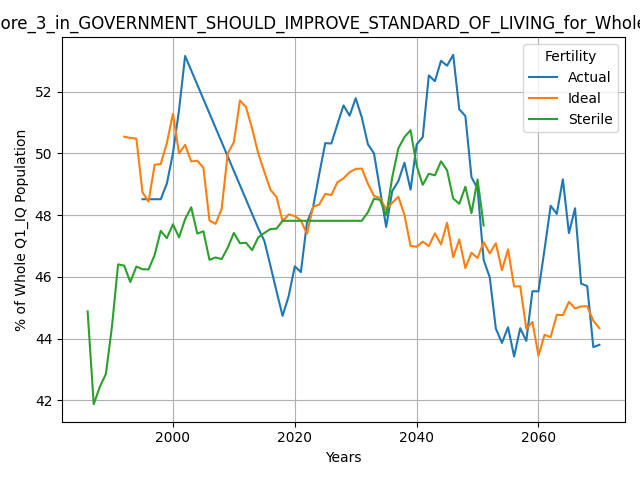 ore_3_in_GOVERNMENT_SHOULD_IMPROVE_STANDARD_OF_LIVING_for_Whole
Fertility
Actual
Ideal
Sterile
% of Whole Q1_IQ Population
52
50
48
46
44
42
2000
2020
2040
2060
Years